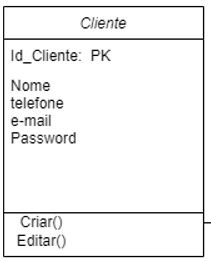 Cliente
Id_Cliente: PK
Nome
telefone
e-mail
Password
Criar()
Editar()